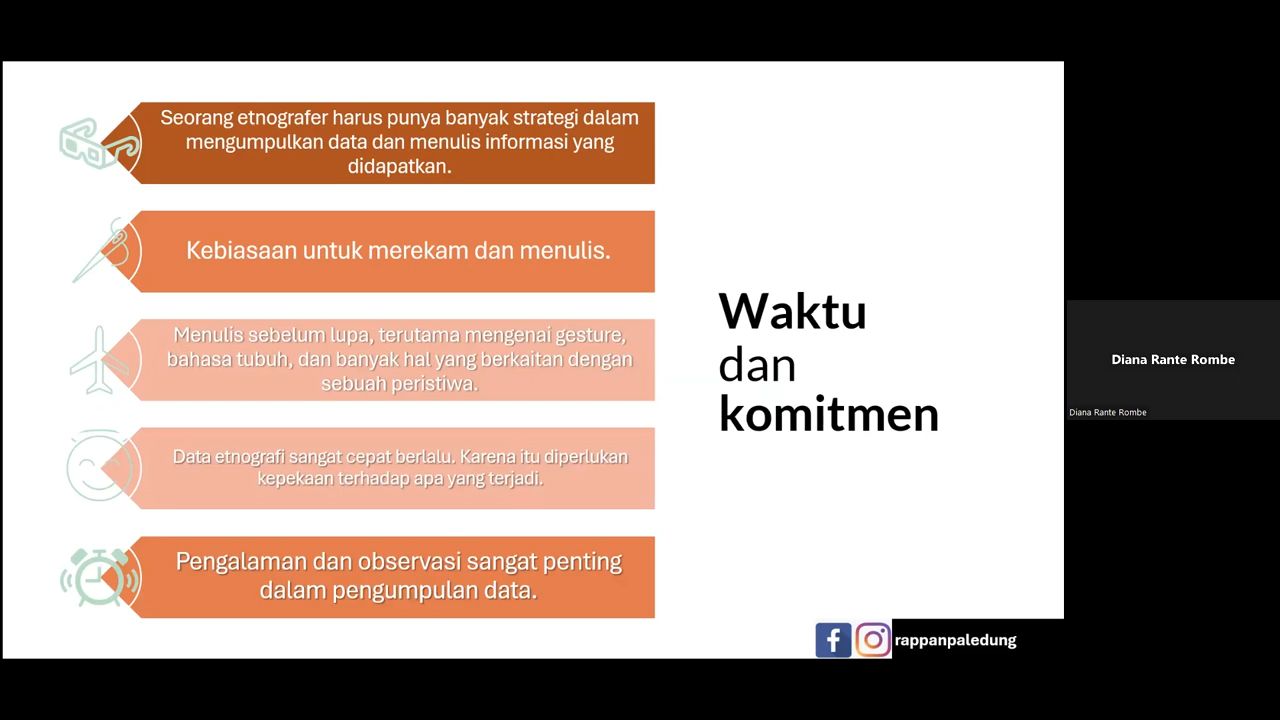 Seorang etnografer harus punya banyak strategi dalam
mengumpulkan data dan menulis informasi yang
didapatkan.
Kebiasaan untuk merekam dan menulis.
Menulis sebelum lupa, terutama mengenai gesture,
bahasa tubuh, dan banyak hal yang berkaitan dengan
sebuah peristiwa.
Data etnografi sangat cepat berlalu. Karena itu diperlukan
kepekaan terhadap apa yang terjadi.
Pengalaman dan observasi sangat penting
dalam pengumpulan data.
Waktu
dan
komitmen
rappanpaledung
Diana Rante Rombe
Diana Rante Rombe